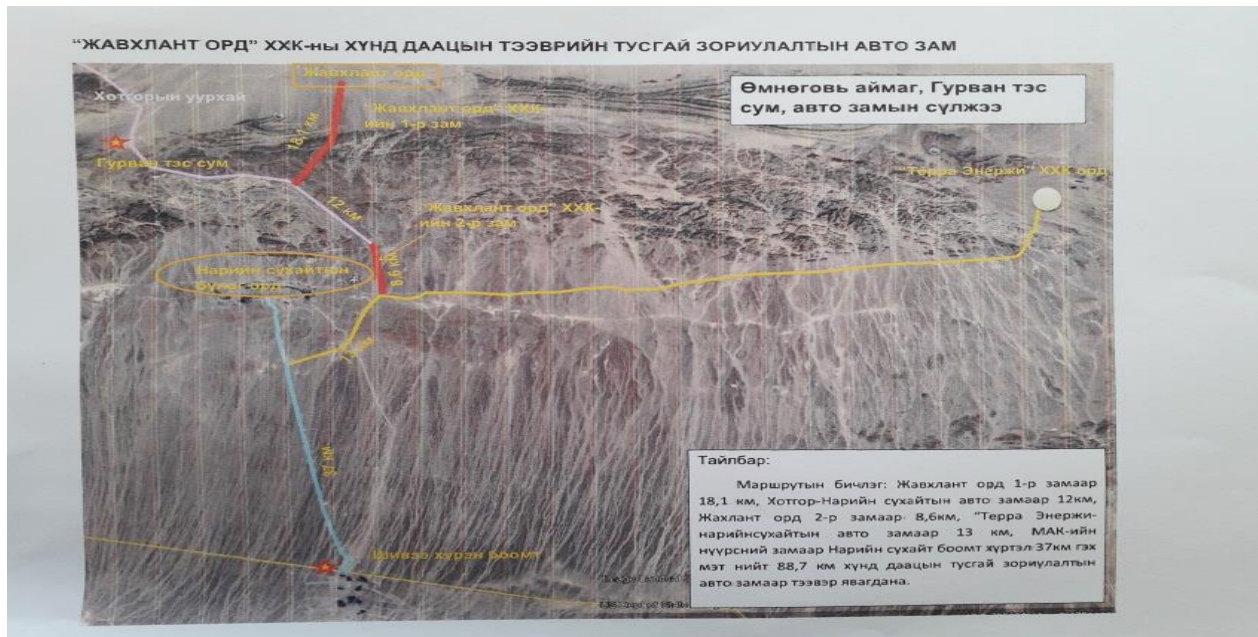 “ЖАВХЛАНТ ОРД” ХХК-ны ХҮНД ДААЦЫН ТЭЭВРИЙН ТУСГАЙ ЗОРИУЛАЛТЫН АВТО ЗАМ
Жавхлант орд
Өмнөговь аймаг, Гурван тэс
сум, авто замын сүлжээ
Хотгорын уурхай
Жавхлант орд” ХХК-
ийн 1-р зам
18,1 км
Гурван тэс сум
“Терра Энержи” ХХК орд
12 км
Жавхлант орд” ХХК-
ийн 2-р зам
8,6 км
Нарийн сухайтын
орд
13 км
37 км
Шивээ хүрэн боомт
Тайлбар:
Маршрутын бичлэг: Жавхлант орд 1-р замаар
18,1 км, Хотгор-Нарийн сухайтын авто замаар 12км,
Жахлант орд 2-р замаар 8,6км, “Терра Энержи-
нарийнсухайтын авто замаар 13 км, МАК-ийн
нүүрсний замаар Нарийн сухайт боомт хүртэл 37км гэх
мэт нийт 88,7 км хүнд даацын тусгай зориулалтын
авто замаар тээвэр явагдана.